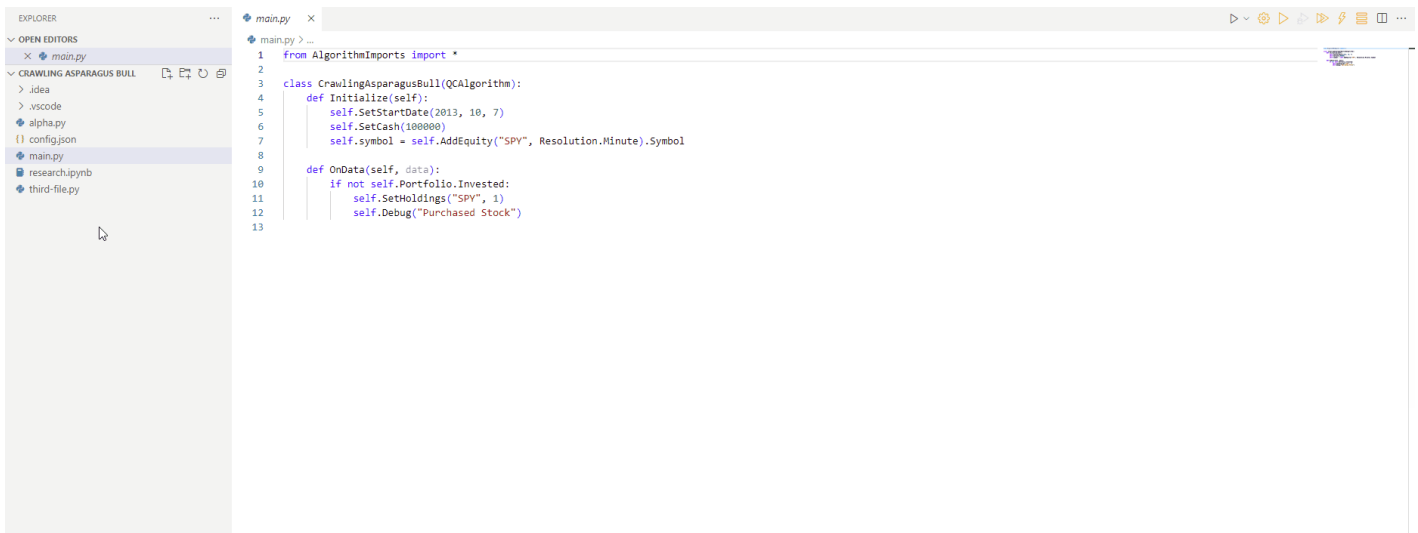 EXPLORER
...
OPEN EDITORS
main.py
CRAWLING ASPARAGUS BULL
.idea
.vscode
alpha.py
{} config.json
main.py
research.ipynb
third-file.py
main.py
main.py > ...
1 from AlgorithmImports import *
2
3 class CrawlingAsparagusBull(QCAlgorithm):
4     def Initialize(self):
5         self.SetStartDate(2013, 10, 7)
6         self.SetCash(100000)
7         self.symbol = self.AddEquity("SPY", Resolution.Minute).Symbol
8
9     def OnData(self, data):
10         if not self.Portfolio.Invested:
11             self.SetHoldings("SPY", 1)
12             self.Debug("Purchased Stock")
13